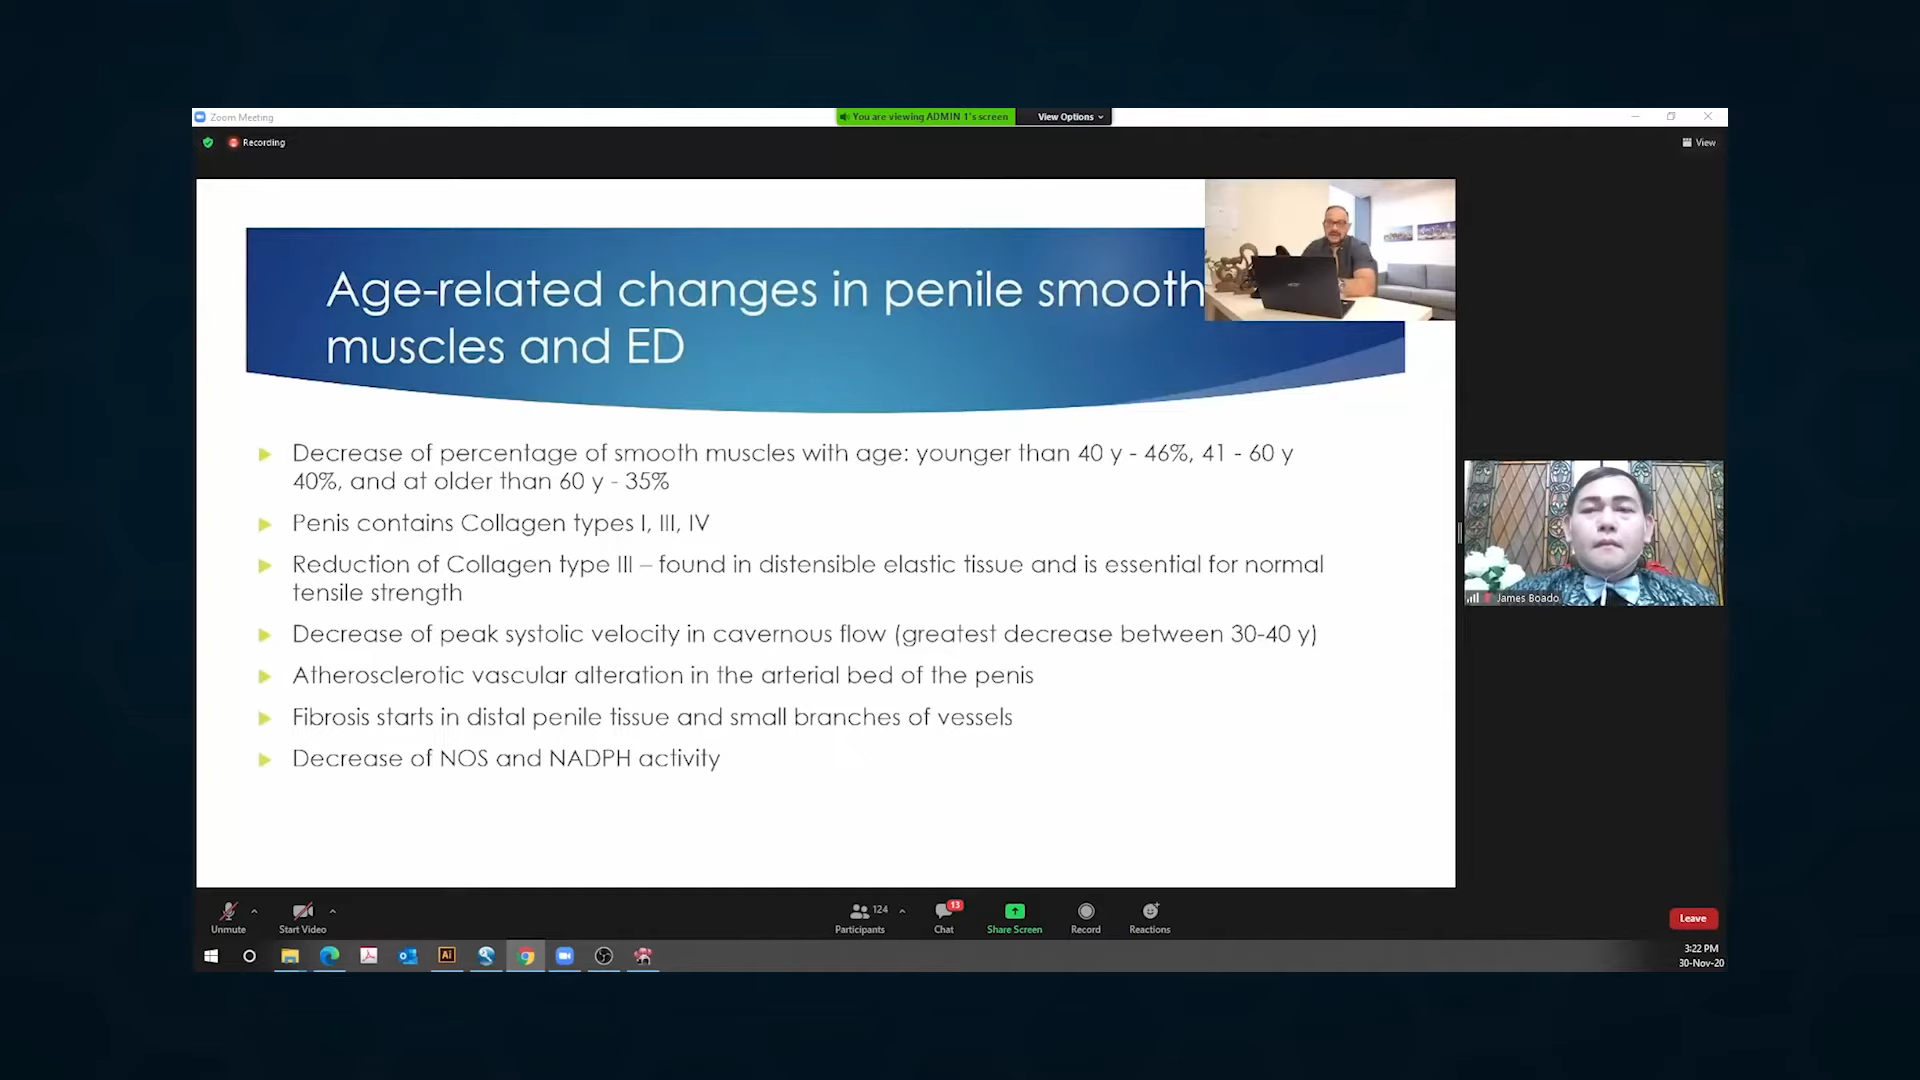 Zoom Meeting
You are viewing ADMIN 1's screen
View Options
Recording
View
Age-related changes in penile smooth
muscles and ED
Decrease of percentage of smooth muscles with age: younger than 40 y - 46%, 41 - 60 y
40%, and at older than 60 y - 35%
Penis contains Collagen types I, III, IV
Reduction of Collagen type III – found in distensible elastic tissue and is essential for normal
tensile strength
Decrease of peak systolic velocity in cavernous flow (greatest decrease between 30-40 y)
Atherosclerotic vascular alteration in the arterial bed of the penis
Fibrosis starts in distal penile tissue and small branches of vessels
Decrease of NOS and NADPH activity
James Boado
Unmute
Start Video
124
Participants
13
Chat
Share Screen
Record
Reactions
Leave
Ai
3:22 PM
30-Nov-20